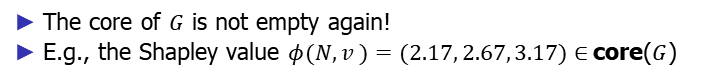 ▶ The core of G is not empty again!
▶ E.g., the Shapley value ϕ(N, v) = (2.17, 2.67, 3.17) ∈ core(G)